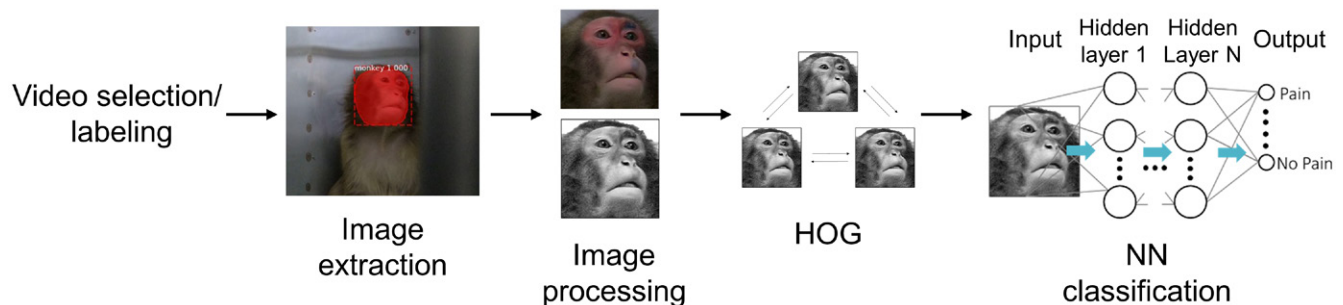 Video selection/
labeling
monkey 1.000
Image
extraction
Image
processing
HOG
Input
Hidden
layer 1
Hidden
Layer N
Output
Pain
No Pain
NN
classification